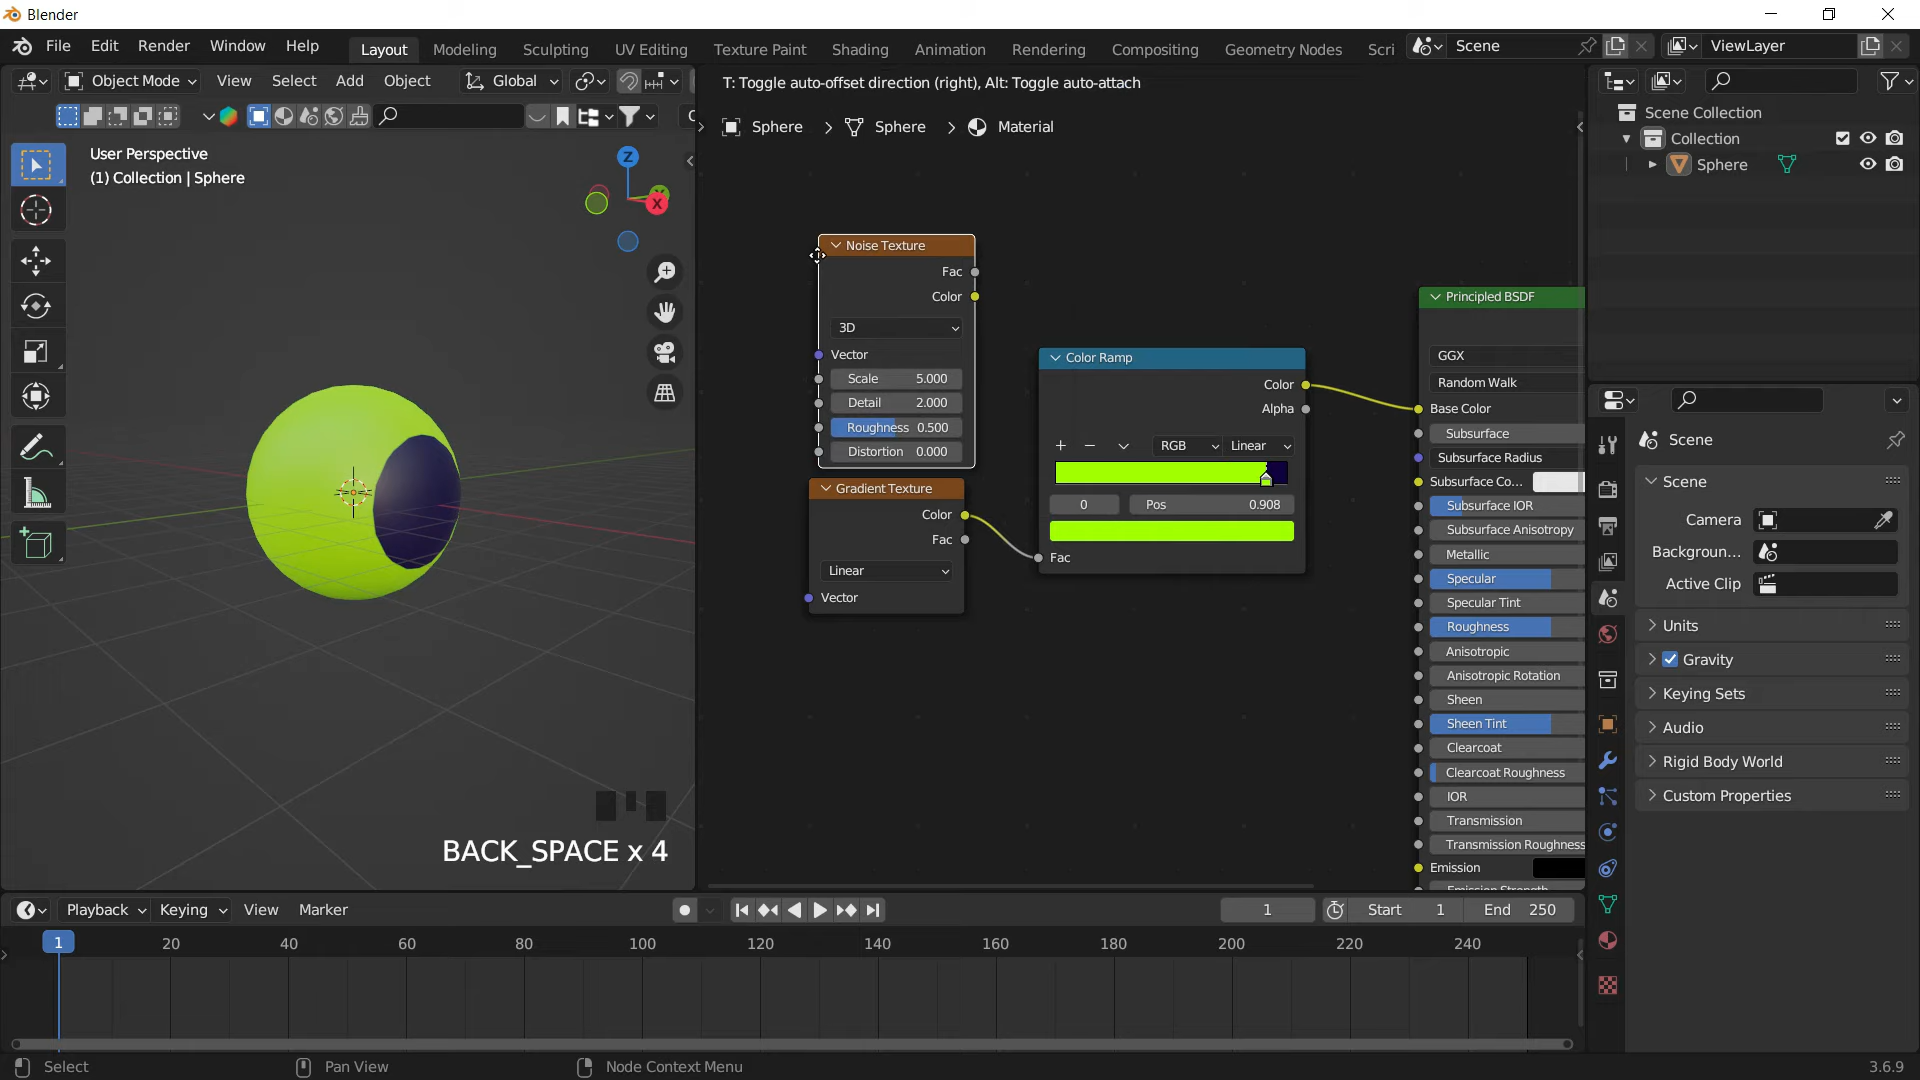 Blender
File Edit Render Window Help Layout Modeling Sculpting UV Editing Texture Paint Shading Animation Rendering Compositing Geometry Nodes Scri Scene ViewLayer
Object Mode View Select Add Object Global
T: Toggle auto-offset direction (right), Alt: Toggle auto-attach
Sphere Sphere Material
User Perspective
(1) Collection | Sphere
Z
X
Noise Texture
Fac
Color
3D
Vector
Scale 5.000
Detail 2.000
Roughness 0.500
Distortion 0.000
Gradient Texture
Color
Fac
Linear
Vector
Color Ramp
Color
Alpha
+ − RGB Linear
0 Pos 0.908
Fac
Principled BSDF
GGX
Random Walk
Base Color
Subsurface
Subsurface Radius
Subsurface Co...
Subsurface IOR
Subsurface Anisotropy
Metallic
Specular
Specular Tint
Roughness
Anisotropic
Anisotropic Rotation
Sheen
Sheen Tint
Clearcoat
Clearcoat Roughness
IOR
Transmission
Transmission Roughness
Emission
BACK_SPACE x 4
Scene Collection
Collection
Sphere
Scene
Scene
Camera
Backgroun...
Active Clip
Units
Gravity
Keying Sets
Audio
Rigid Body World
Custom Properties
Playback Keying View Marker 1 Start 1 End 250
1 20 40 60 80 100 120 140 160 180 200 220 240
Select Pan View Node Context Menu 3.6.9